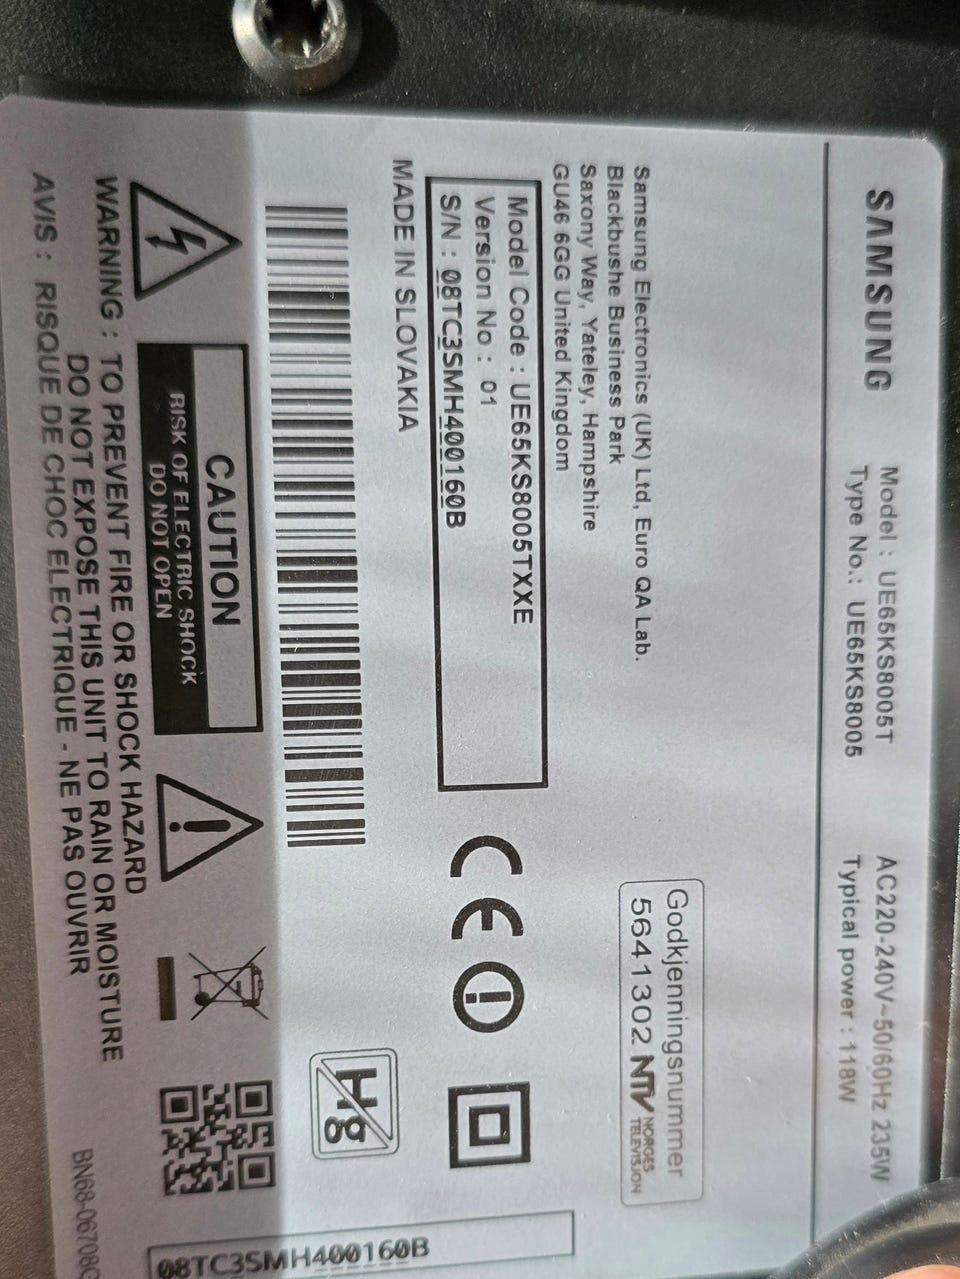 SAMSUNG
Model : UE65KS8005T
Type No.: UE65KS8005
AC220-240V~50/60Hz 235W
Typical power : 118W
Samsung Electronics (UK) Ltd, Euro QA Lab.
Blackbushe Business Park
Saxony Way, Yateley, Hampshire
GU46 6GG United Kingdom
Godkjenningsnummer
5641302 NTV NORGES
TELEVISJON
Model Code : UE65KS8005TXXE
Version No : 01
S/N : 08TC3SMH400160B
MADE IN SLOVAKIA
CE
Hg
CAUTION
RISK OF ELECTRIC SHOCK
DO NOT OPEN
WARNING : TO PREVENT FIRE OR SHOCK HAZARD
DO NOT EXPOSE THIS UNIT TO RAIN OR MOISTURE
AVIS : RISQUE DE CHOC ELECTRIQUE - NE PAS OUVRIR
08TC3SMH400160B